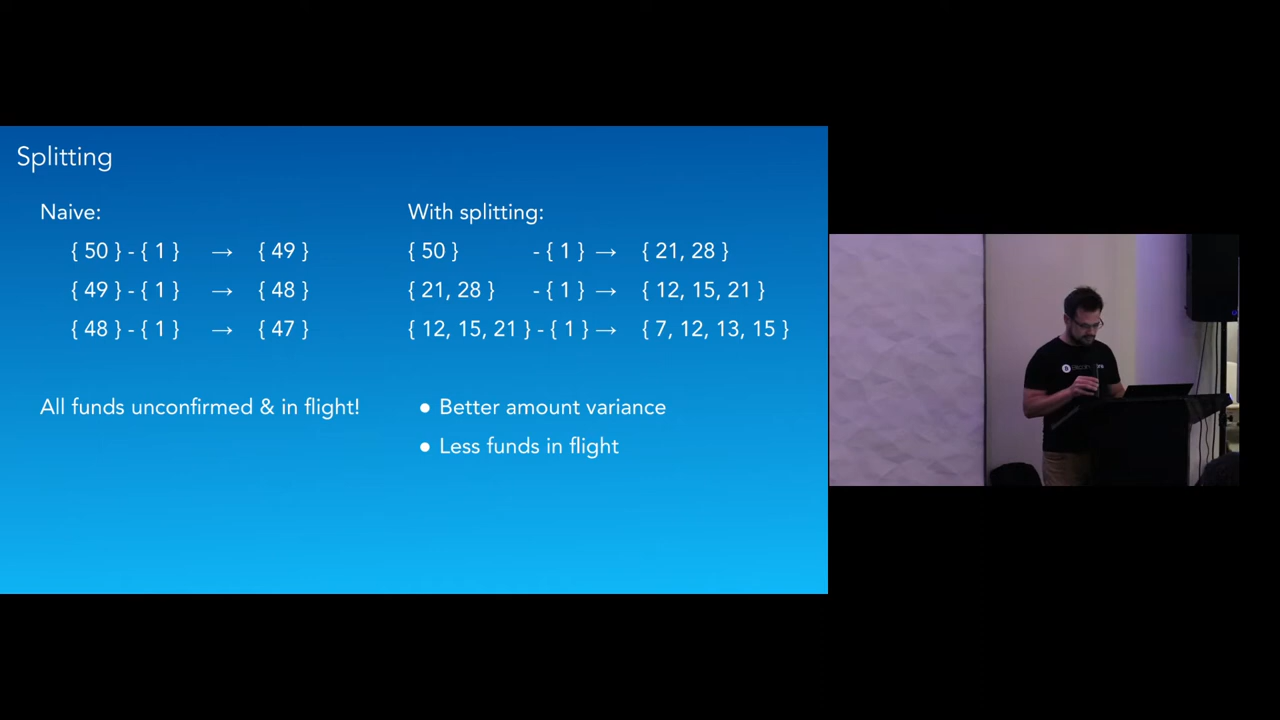 Splitting
Naive:
{ 50 } - { 1 } → { 49 }
{ 49 } - { 1 } → { 48 }
{ 48 } - { 1 } → { 47 }
All funds unconfirmed & in flight!
With splitting:
{ 50 } - { 1 } → { 21, 28 }
{ 21, 28 } - { 1 } → { 12, 15, 21 }
{ 12, 15, 21 } - { 1 } → { 7, 12, 13, 15 }
● Better amount variance
● Less funds in flight